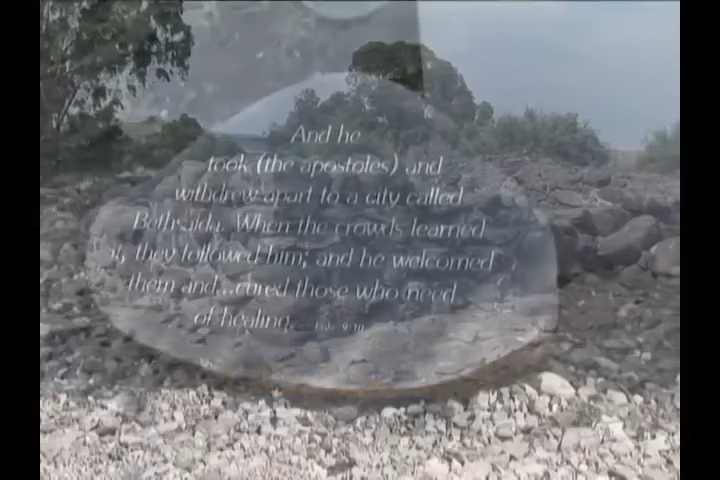 And he
took (the apostoles) and
withdrew apart to a city called
Bethsaida. When the crowds learned
it, they followed him; and he welcomed
them and...cured those who need
of healing.